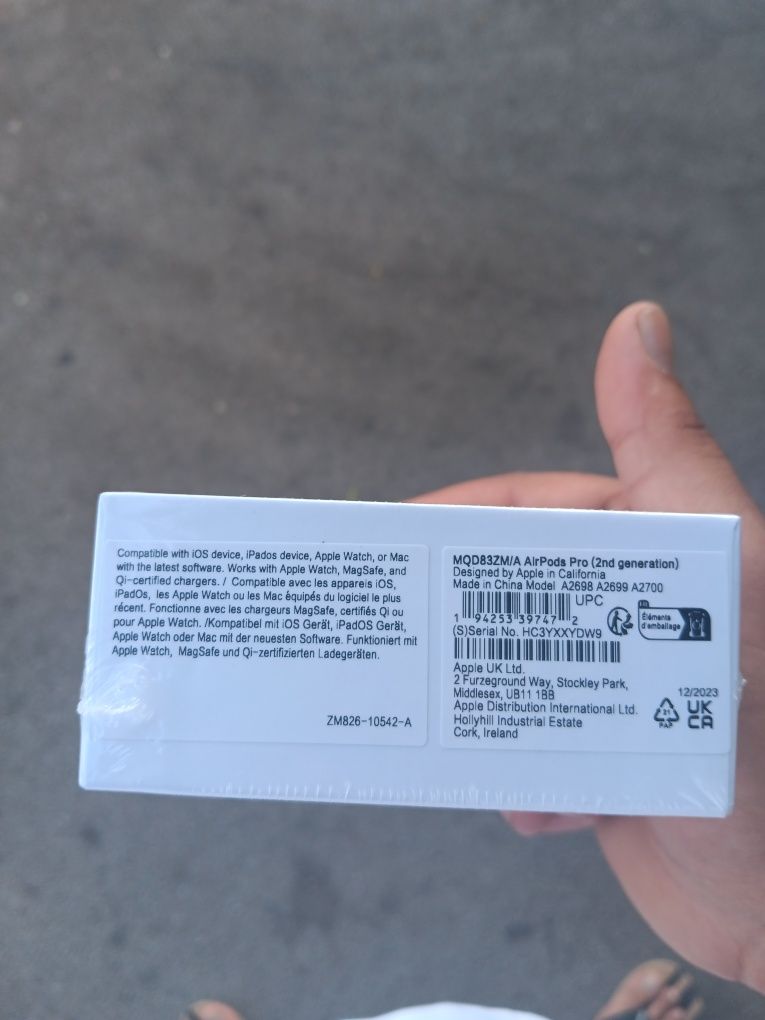 Compatible with iOS device, iPados device, Apple Watch, or Mac
with the latest software. Works with Apple Watch, MagSafe, and
Qi-certified chargers. / Compatible avec les appareis iOS,
iPadOs, les Apple Watch ou les Mac équipés du logiciel le plus
récent. Fonctionne avec les chargeurs MagSafe, certifiés Qi ou
pour Apple Watch. /Kompatibel mit iOS Gerät, iPadOS Gerät,
Apple Watch oder Mac mit der neuesten Software. Funktioniert mit
Apple Watch, MagSafe und Qi-zertifizierten Ladegeräten.
ZM826-10542-A
MQD83ZM/A AirPods Pro (2nd generation)
Designed by Apple in California
Made in China Model A2698 A2699 A2700
UPC
1 94253 39747 2
(S)Serial No. HC3YXXYDW9
FR
Éléments
d'emballage
Apple UK Ltd.
2 Furzeground Way, Stockley Park,
Middlesex, UB11 1BB
Apple Distribution International Ltd.
Hollyhill Industrial Estate
Cork, Ireland
12/2023
21
PAP
UK
CA